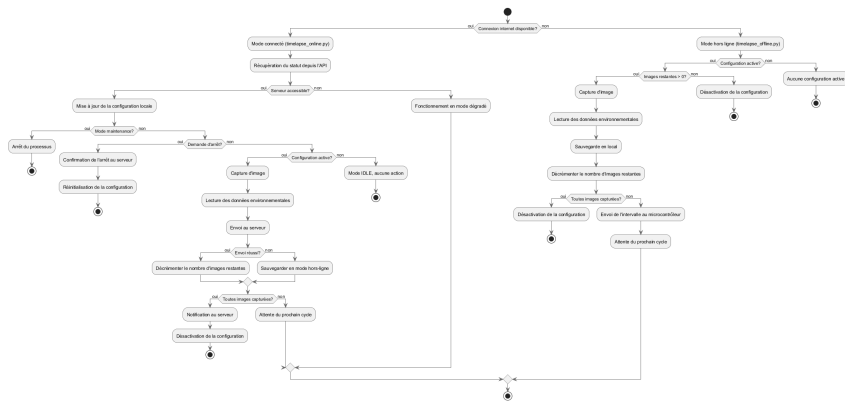 Connexion internet disponible?
oui
non
Mode connecté (timelapse_online.py)
Mode hors ligne (timelapse_offline.py)
Récupération du statut depuis l'API
Configuration active?
oui
non
Serveur accessible?
oui
non
Images restantes > 0?
oui
non
Aucune configuration active
Mise à jour de la configuration locale
Fonctionnement en mode dégradé
Capture d'image
Désactivation de la configuration
Mode maintenance?
oui
non
Lecture des données environnementales
Arrêt du processus
Demande d'arrêt?
oui
non
Sauvegarde en local
Confirmation de l'arrêt au serveur
Configuration active?
oui
non
Décrémenter le nombre d'images restantes
Réinitialisation de la configuration
Capture d'image
Mode IDLE, aucune action
Toutes images capturées?
oui
non
Lecture des données environnementales
Désactivation de la configuration
Envoi de l'intervalle au microcontrôleur
Envoi au serveur
Attente du prochain cycle
Envoi réussi?
oui
non
Décrémenter le nombre d'images restantes
Sauvegarder en mode hors-ligne
Toutes images capturées?
oui
non
Notification au serveur
Attente du prochain cycle
Désactivation de la configuration